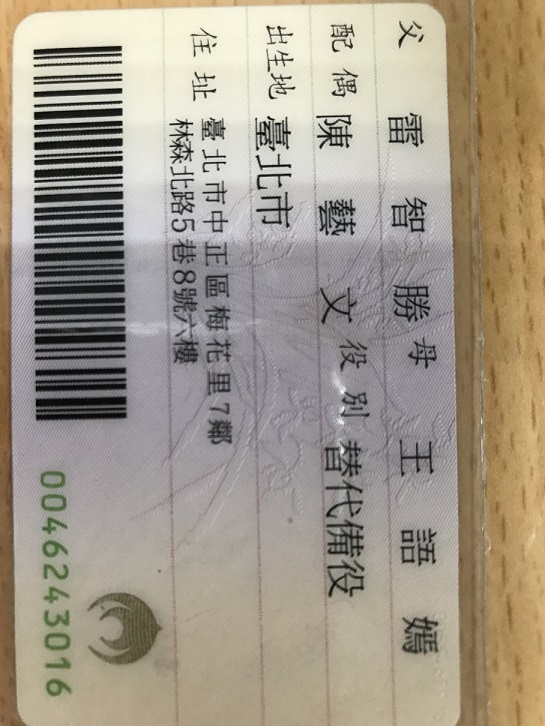 父 雷智勝 母 王語嫣
配偶 陳藝文 役別 替代備役
出生地 臺北市
住址 臺北市中正區梅花里7鄰
林森北路5巷8號六樓
0046243016